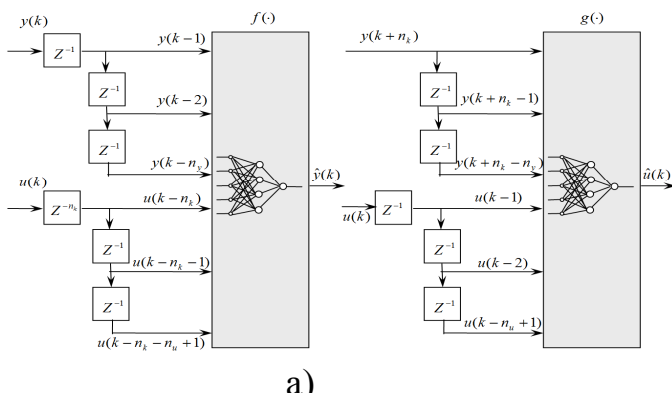 y(k)
Z⁻¹
y(k−1)
f(·)
Z⁻¹
y(k−2)
Z⁻¹
y(k−n_y)
ŷ(k)
u(k)
Z^{−n_k}
u(k−n_k)
Z⁻¹
u(k−n_k−1)
Z⁻¹
u(k−n_k−n_u+1)
y(k+n_k)
g(·)
Z⁻¹
y(k+n_k−1)
Z⁻¹
y(k+n_k−n_y)
û(k)
u(k)
Z⁻¹
u(k−1)
Z⁻¹
u(k−2)
Z⁻¹
u(k−n_u+1)
a)